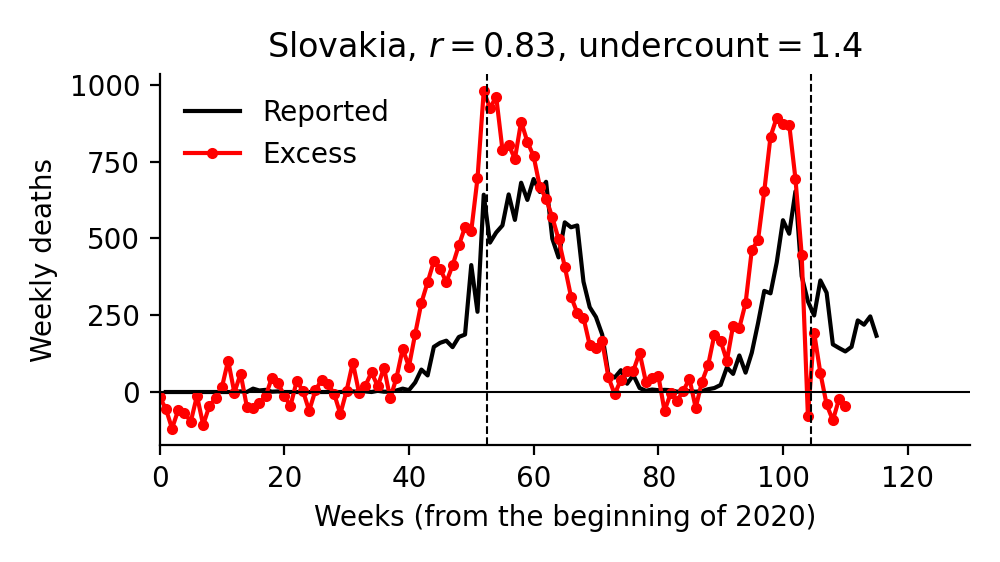 Slovakia, r = 0.83, undercount = 1.4
Weekly deaths
1000
750
500
250
0
Reported
Excess
0 20 40 60 80 100 120
Weeks (from the beginning of 2020)